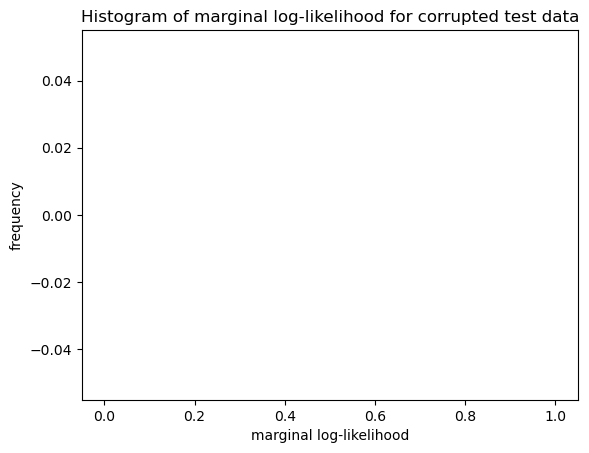 Histogram of marginal log-likelihood for corrupted test data
0.04
0.02
0.00
−0.02
−0.04
frequency
0.0 0.2 0.4 0.6 0.8 1.0
marginal log-likelihood